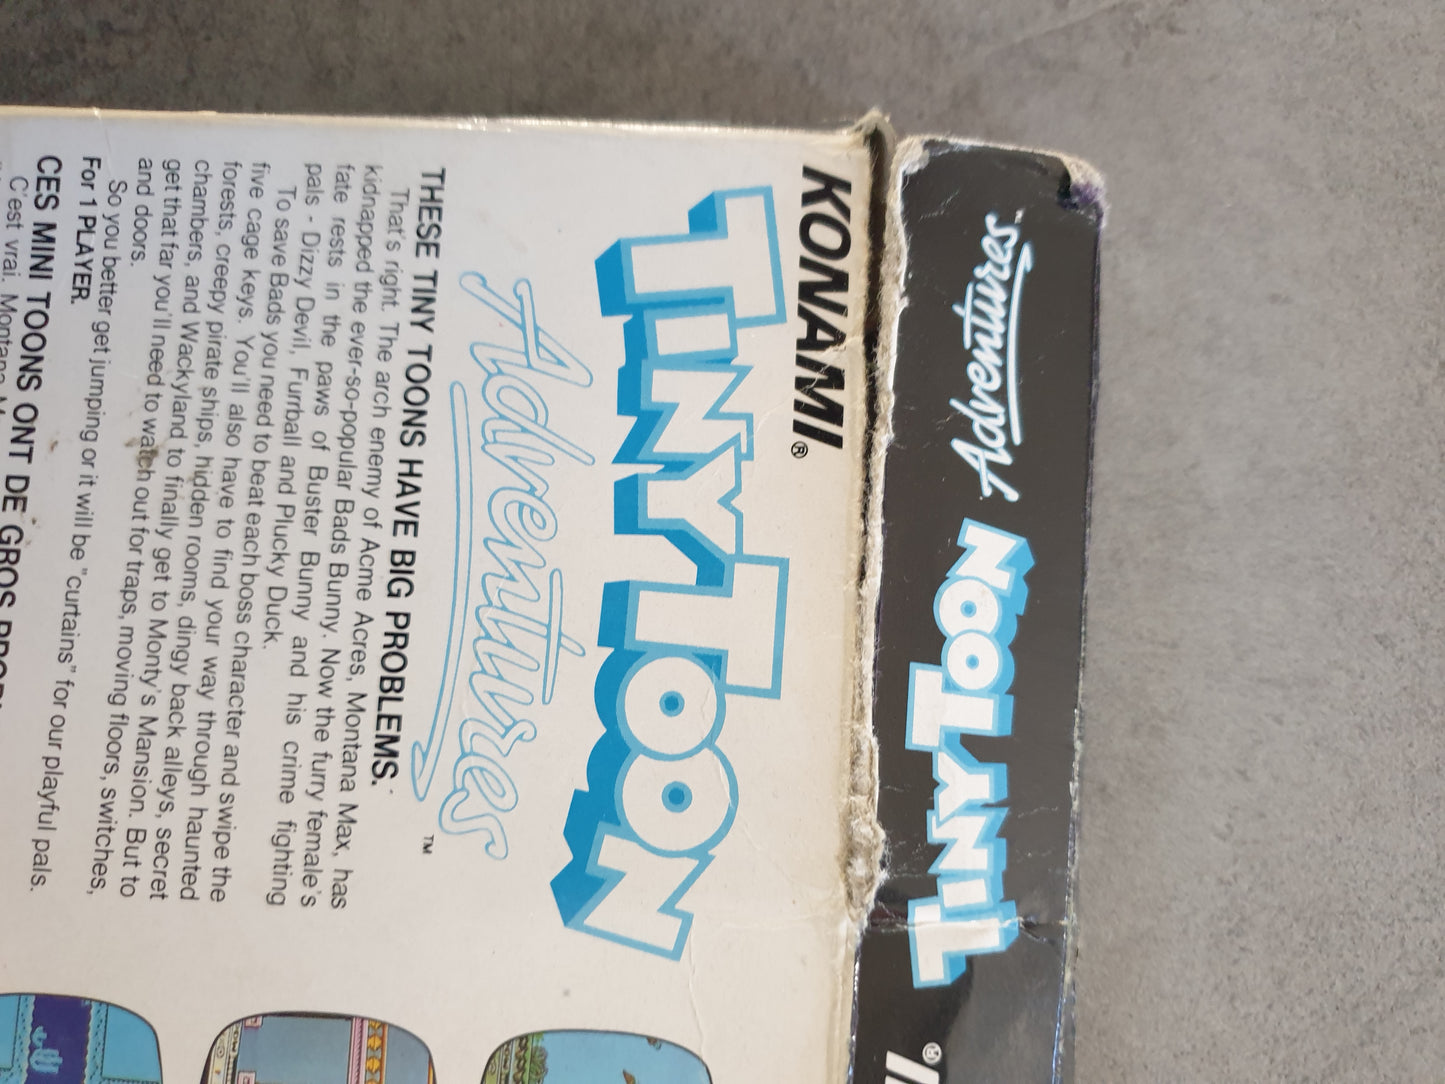 KONAMI®
TINY TOON
Adventures™
THESE TINY TOONS HAVE BIG PROBLEMS.
That's right. The arch enemy of Acme Acres, Montana Max, has
kidnapped the ever-so-popular Bads Bunny. Now the furry female's
fate rests in the paws of Buster Bunny and his crime fighting
pals - Dizzy Devil, Furrball and Plucky Duck.
To save Bads you need to beat each boss character and swipe the
five cage keys. You'll also have to find your way through haunted
forests, creepy pirate ships, hidden rooms, dingy back alleys, secret
chambers, and Wackyland to finally get to Monty's Mansion. But to
get that far you'll need to watch out for traps, moving floors, switches,
and doors.
So you better get jumping or it will be "curtains" for our playful pals.
For 1 PLAYER.
CES MINI TOONS ONT DE GROS
C'est vrai. Montana
TINY TOON Adventures™